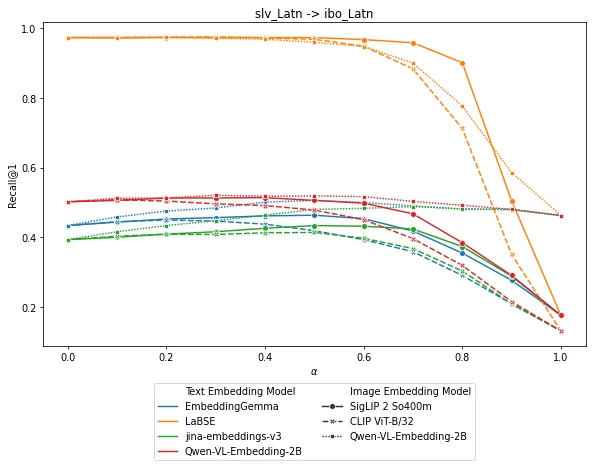 slv_Latn -> ibo_Latn
Recall@1
1.0
0.8
0.6
0.4
0.2
0.0 0.2 0.4 0.6 0.8 1.0
α
Text Embedding Model Image Embedding Model
EmbeddingGemma SigLIP 2 So400m
LaBSE CLIP ViT-B/32
jina-embeddings-v3 Qwen-VL-Embedding-2B
Qwen-VL-Embedding-2B